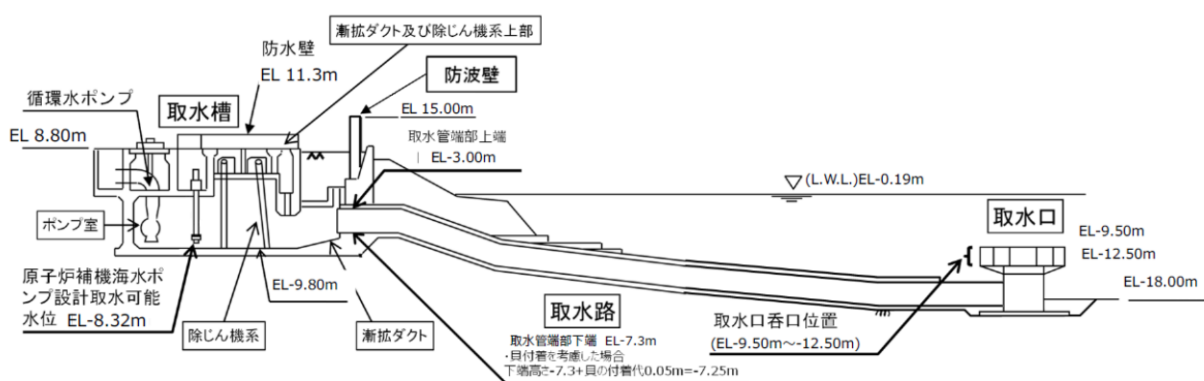 漸拡ダクト及び除じん機系上部
防水壁
EL 11.3m
防波壁
循環水ポンプ
取水槽
EL 15.00m
EL 8.80m
取水管端部上端
EL-3.00m
(L.W.L.)EL-0.19m
取水口
ポンプ室
EL-9.50m
EL-12.50m
EL-18.00m
原子炉補機海水ポ
ンプ設計取水可能
水位 EL-8.32m
EL-9.80m
除じん機系
漸拡ダクト
取水路
取水管端部下端 EL-7.3m
・貝付着を考慮した場合
下端高さ-7.3+貝の付着代0.05m=-7.25m
取水口呑口位置
(EL-9.50m～-12.50m)